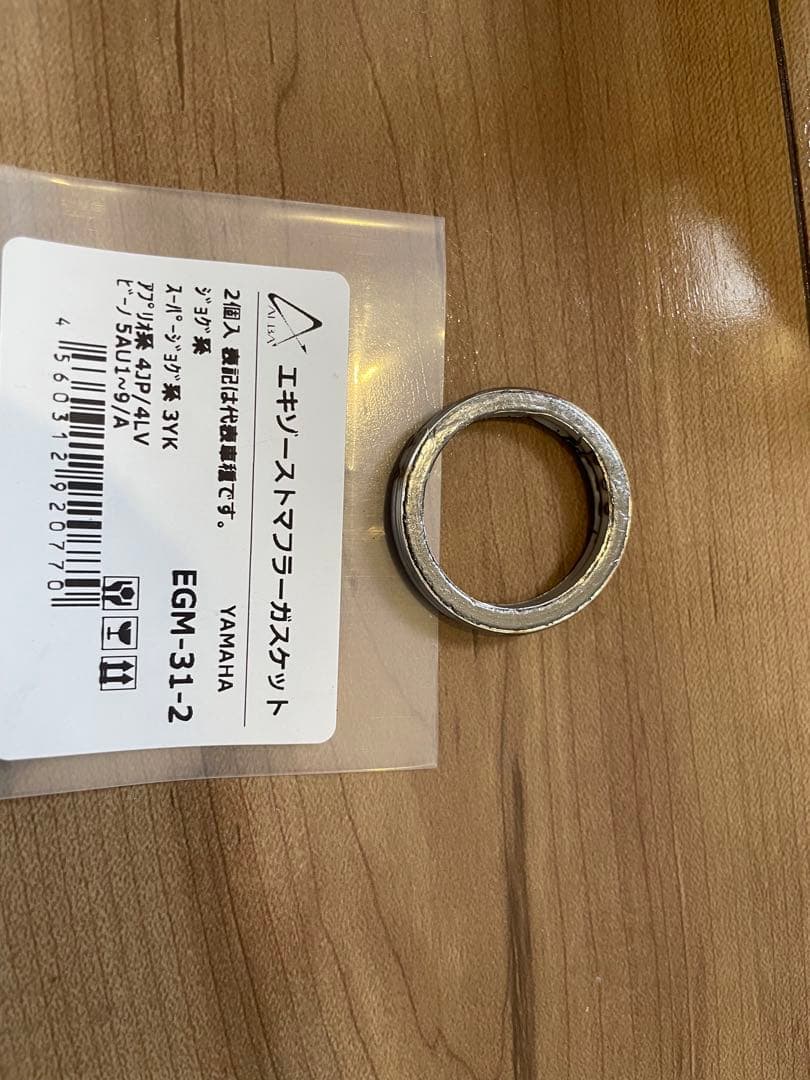 ALBA
エキゾーストマフラーガスケット
YAMAHA
2個入 表記は代表車種です。
ジョグ系
EGM-31-2
スーパージョグ系 3YK
アプリオ系 4JP/4LV
ビーノ 5AU1~9/A
4560312920770